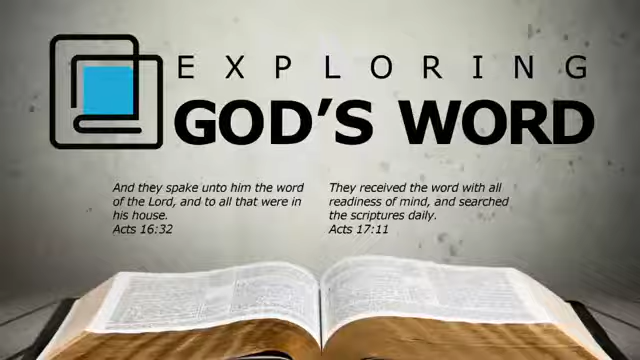 EXPLORING
GOD'S WORD
And they spake unto him the word
of the Lord, and to all that were in
his house.
Acts 16:32
They received the word with all
readiness of mind, and searched
the scriptures daily.
Acts 17:11